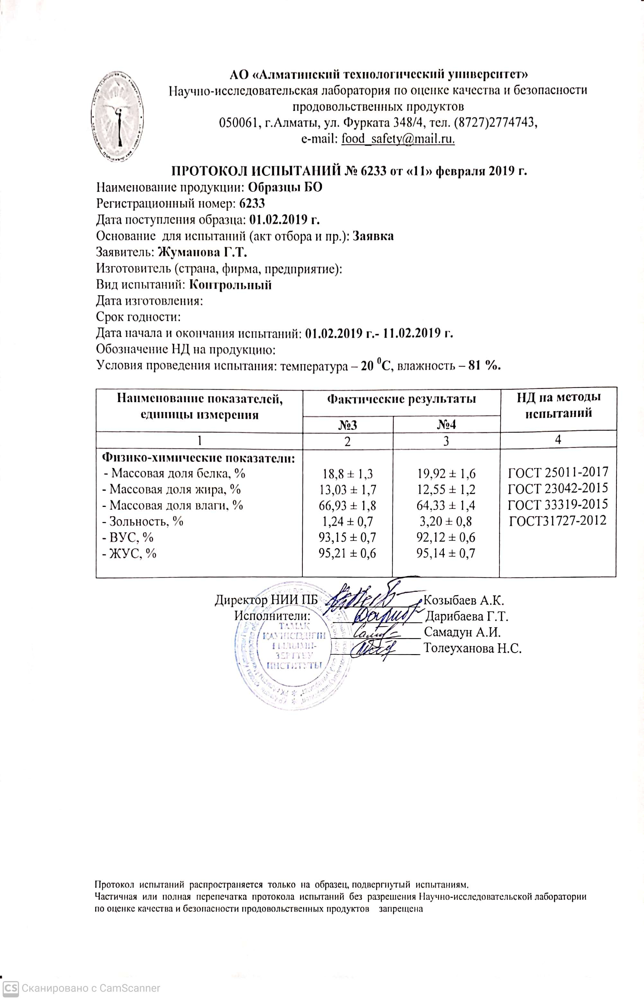 АО «Алматинский технологический университет»
Научно-исследовательская лаборатория по оценке качества и безопасности
продовольственных продуктов
050061, г.Алматы, ул. Фурката 348/4, тел. (8727)2774743,
e-mail: food_safety@mail.ru.
ПРОТОКОЛ ИСПЫТАНИЙ № 6233 от «11» февраля 2019 г.
Наименование продукции: Образцы БО
Регистрационный номер: 6233
Дата поступления образца: 01.02.2019 г.
Основание для испытаний (акт отбора и пр.): Заявка
Заявитель: Жуманова Г.Т.
Изготовитель (страна, фирма, предприятие):
Вид испытаний: Контрольный
Дата изготовления:
Срок годности:
Дата начала и окончания испытаний: 01.02.2019 г.- 11.02.2019 г.
Обозначение НД на продукцию:
Условия проведения испытания: температура – 20 ⁰С, влажность – 81 %.
Наименование показателей, Фактические результаты НД на методы
единицы измерения испытаний
№3 №4
1 2 3 4
Физико-химические показатели:
- Массовая доля белка, % 18,8 ± 1,3 19,92 ± 1,6 ГОСТ 25011-2017
- Массовая доля жира, % 13,03 ± 1,7 12,55 ± 1,2 ГОСТ 23042-2015
- Массовая доля влаги, % 66,93 ± 1,8 64,33 ± 1,4 ГОСТ 33319-2015
- Зольность, % 1,24 ± 0,7 3,20 ± 0,8 ГОСТ31727-2012
- ВУС, % 93,15 ± 0,7 92,12 ± 0,6
- ЖУС, % 95,21 ± 0,6 95,14 ± 0,7
Директор НИИ ПБ Козыбаев А.К.
Исполнители: Дарибаева Г.Т.
Самадун А.И.
Толеуханова Н.С.
ТАМАҚ
ҚАУІПСІЗДІГІН
ҒЫЛЫМИ-
ЗЕРТТЕУ
ИНСТИТУТЫ
Протокол испытаний распространяется только на образец, подвергнутый испытаниям.
Частичная или полная перепечатка протокола испытаний без разрешения Научно-исследовательской лаборатории
по оценке качества и безопасности продовольственных продуктов запрещена
CS Сканировано с CamScanner